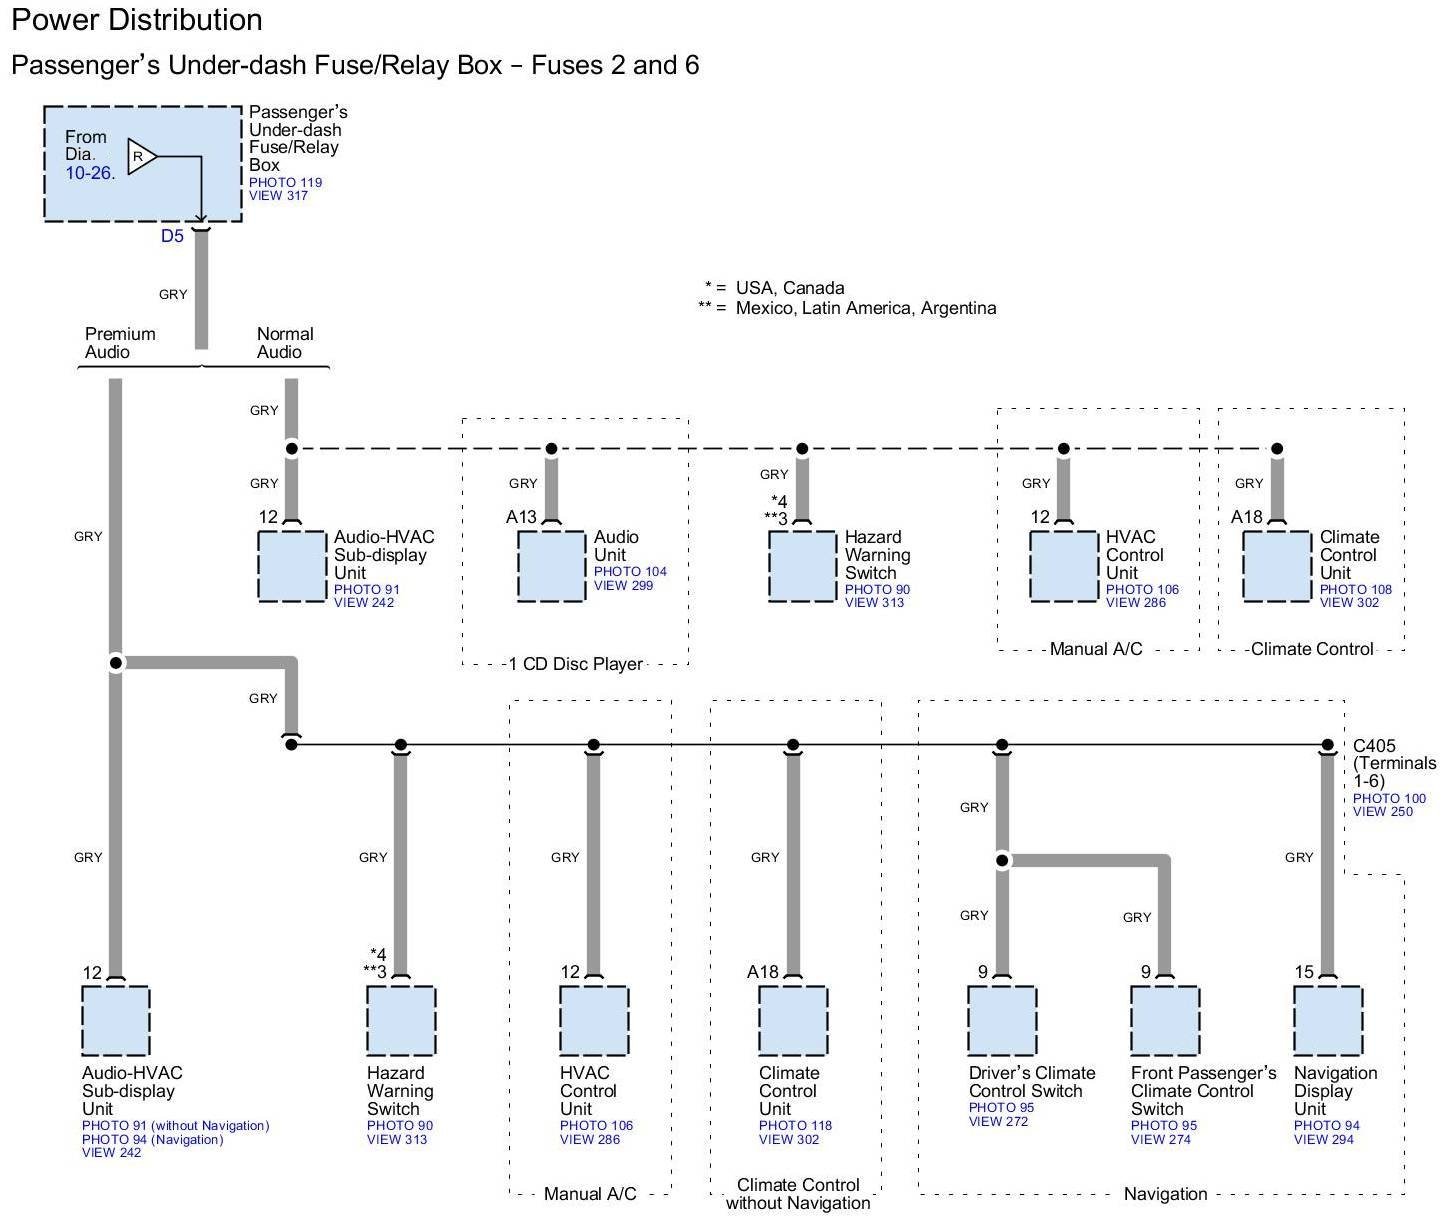 Power Distribution
Passenger's Under-dash Fuse/Relay Box – Fuses 2 and 6
From
Dia.
10-26.
R
Passenger's
Under-dash
Fuse/Relay
Box
PHOTO 119
VIEW 317
D5
GRY
* = USA, Canada
** = Mexico, Latin America, Argentina
Premium
Audio
Normal
Audio
GRY
GRY
GRY
GRY
GRY
GRY
GRY
12
A13
*4
**3
12
A18
Audio-HVAC
Sub-display
Unit
PHOTO 91
VIEW 242
Audio
Unit
PHOTO 104
VIEW 299
Hazard
Warning
Switch
PHOTO 90
VIEW 313
HVAC
Control
Unit
PHOTO 106
VIEW 286
Climate
Control
Unit
PHOTO 108
VIEW 302
1 CD Disc Player
Manual A/C
Climate Control
GRY
C405
(Terminals
1-6)
PHOTO 100
VIEW 250
GRY
GRY
GRY
GRY
GRY
GRY
GRY
GRY
12
*4
**3
12
A18
9
9
15
Audio-HVAC
Sub-display
Unit
PHOTO 91 (without Navigation)
PHOTO 94 (Navigation)
VIEW 242
Hazard
Warning
Switch
PHOTO 90
VIEW 313
HVAC
Control
Unit
PHOTO 106
VIEW 286
Climate
Control
Unit
PHOTO 118
VIEW 302
Driver's Climate
Control Switch
PHOTO 95
VIEW 272
Front Passenger's
Climate Control
Switch
PHOTO 95
VIEW 274
Navigation
Display
Unit
PHOTO 94
VIEW 294
Manual A/C
Climate Control
without Navigation
Navigation